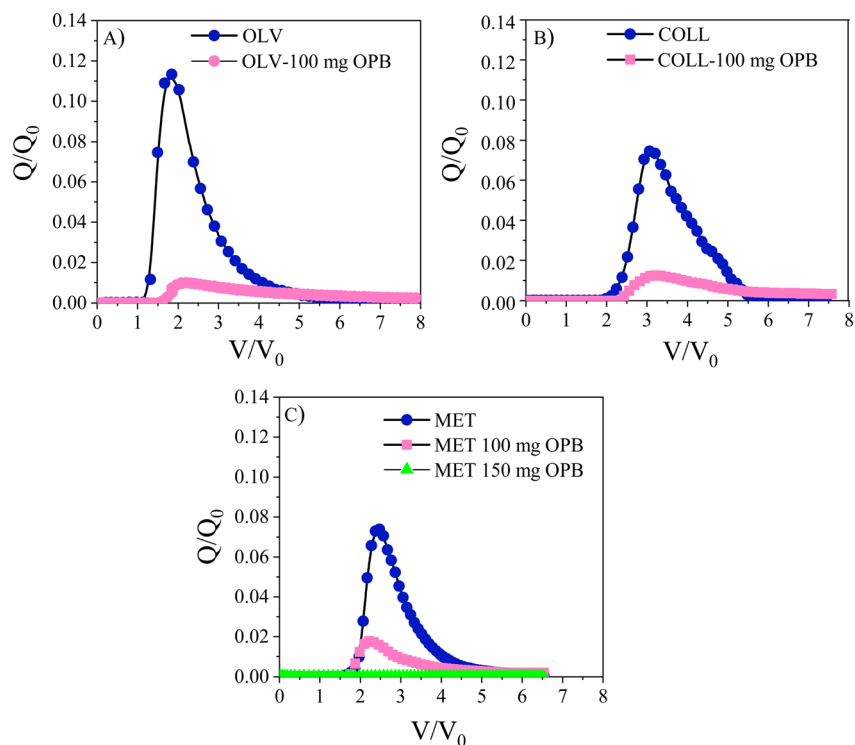 A)
OLV
OLV-100 mg OPB
0.14
0.12
0.10
0.08
0.06
0.04
0.02
0.00
Q/Q0
0 1 2 3 4 5 6 7 8
V/V0
B)
COLL
COLL-100 mg OPB
0.14
0.12
0.10
0.08
0.06
0.04
0.02
0.00
Q/Q0
0 1 2 3 4 5 6 7 8
V/V0
C)
MET
MET 100 mg OPB
MET 150 mg OPB
0.14
0.12
0.10
0.08
0.06
0.04
0.02
0.00
Q/Q0
0 1 2 3 4 5 6 7 8
V/V0